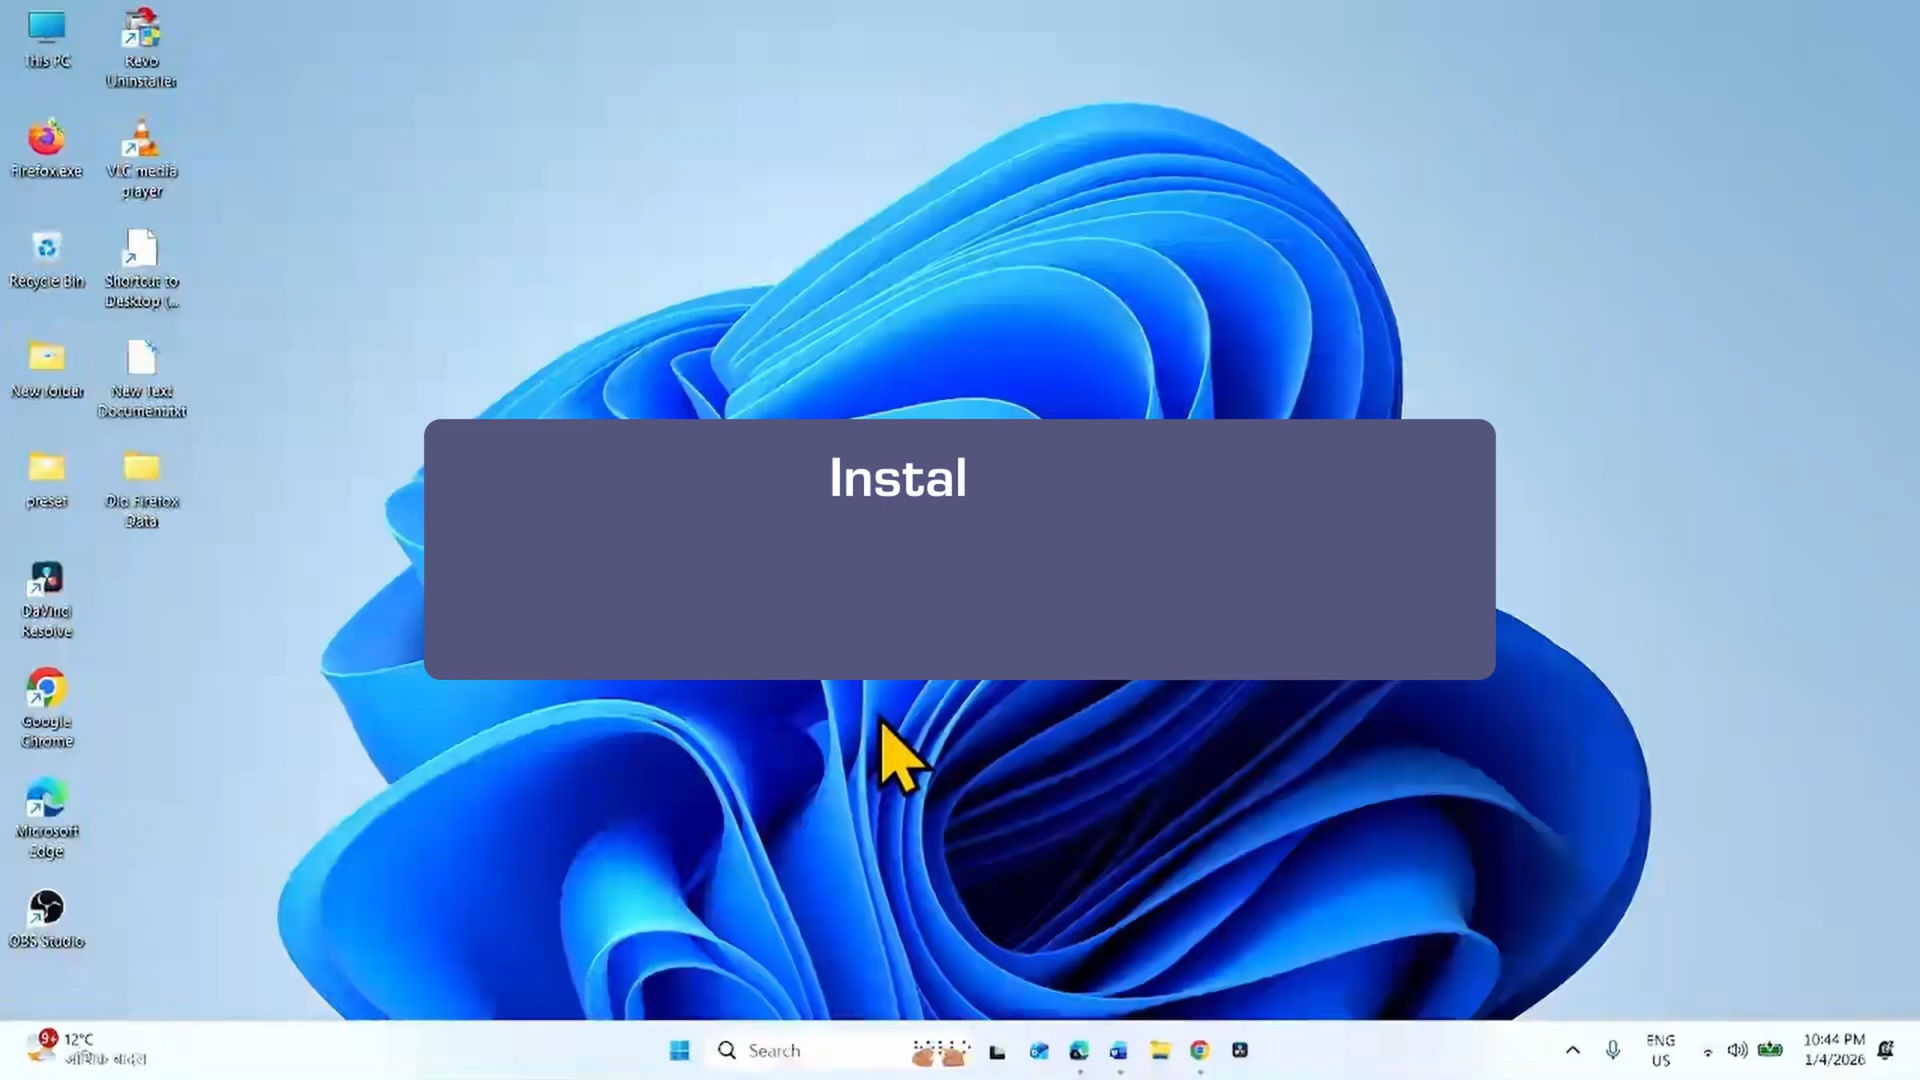 This PC
Revo
Uninstaller
Firefox.exe
VLC media
player
Recycle Bin
Shortcut to
Desktop (...
New folder
New Text
Document.txt
preset
Old Firefox
Data
DaVinci
Resolve
Google
Chrome
Microsoft
Edge
OBS Studio
Instal
9+
12°C
आंशिक बादल
Search
ENG
US
10:44 PM
1/4/2026